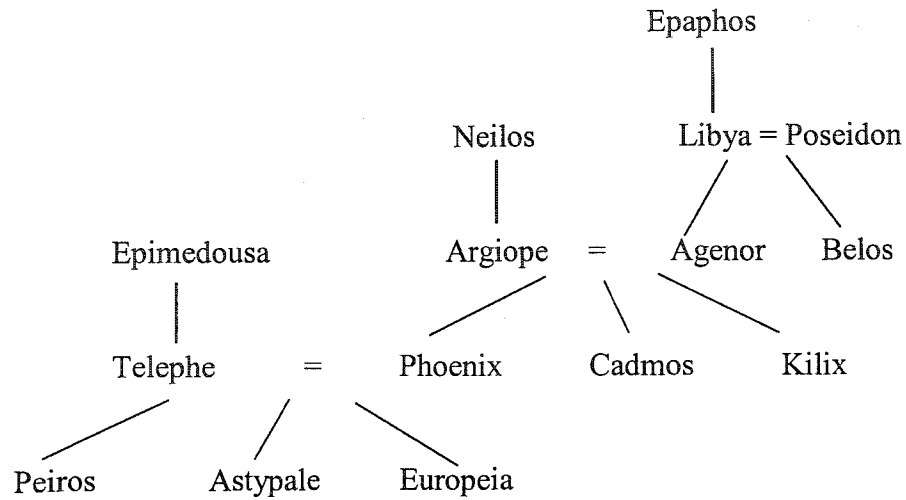 Epaphos
Neilos Libya = Poseidon
Epimedousa Argiope = Agenor Belos
Telephe = Phoenix Cadmos Kilix
Peiros Astypale Europeia